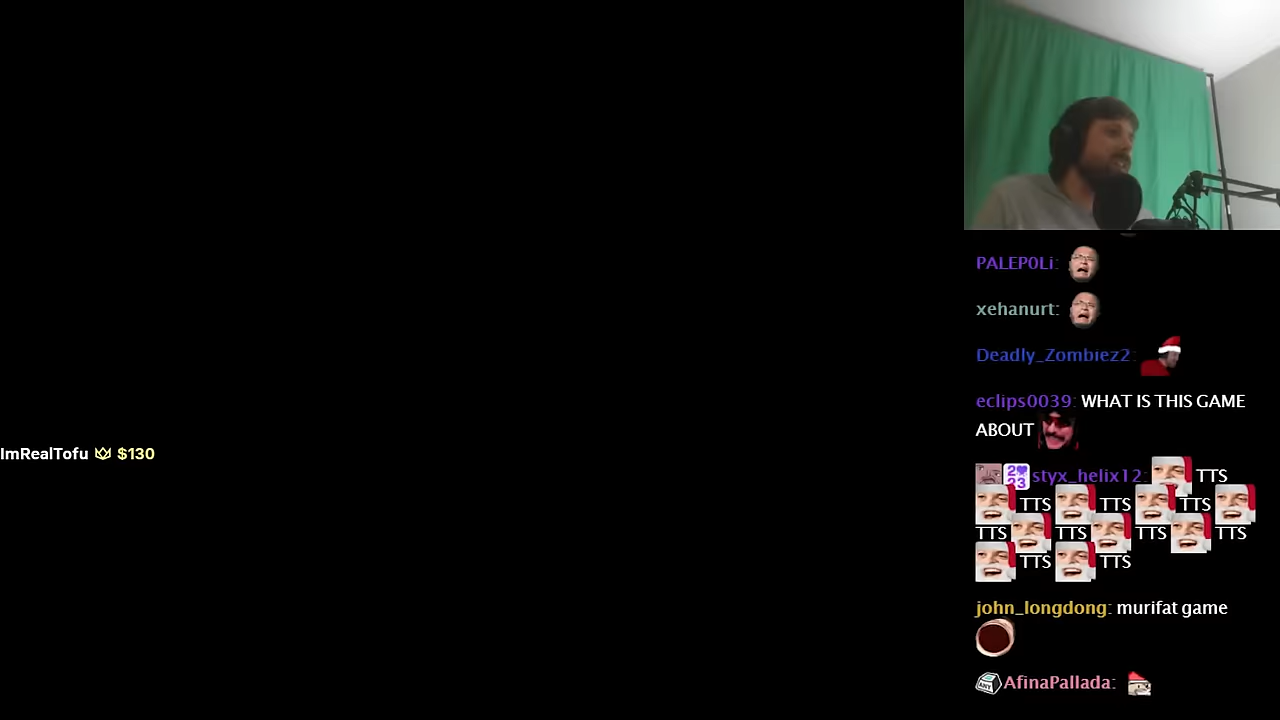 PALEP0Li:
xehanurt:
Deadly_Zombiez2:
eclips0039: WHAT IS THIS GAME
ABOUT
ImRealTofu $130
styx_helix12: TTS
TTS TTS TTS
TTS TTS TTS TTS
TTS TTS
john_longdong: murifat game
AfinaPallada: